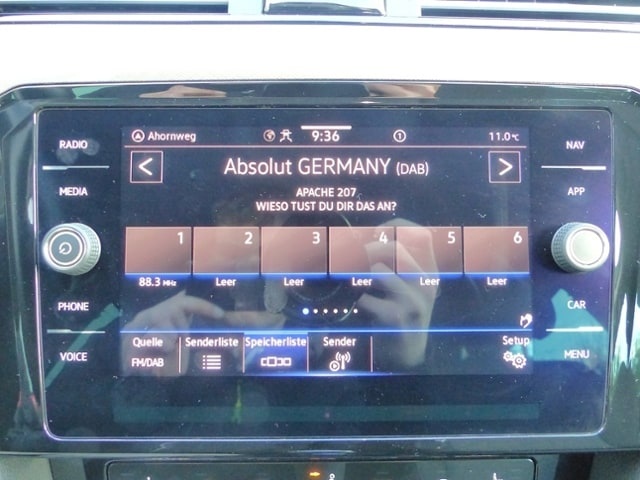 RADIO
MEDIA
PHONE
VOICE
Ahornweg 9:36 1 11.0°C
Absolut GERMANY (DAB)
APACHE 207
WIESO TUST DU DIR DAS AN?
1 2 3 4 5 6
88.3 MHz Leer Leer Leer Leer Leer
Quelle Senderliste Speicherliste Sender Setup
FM/DAB
NAV
APP
CAR
MENU